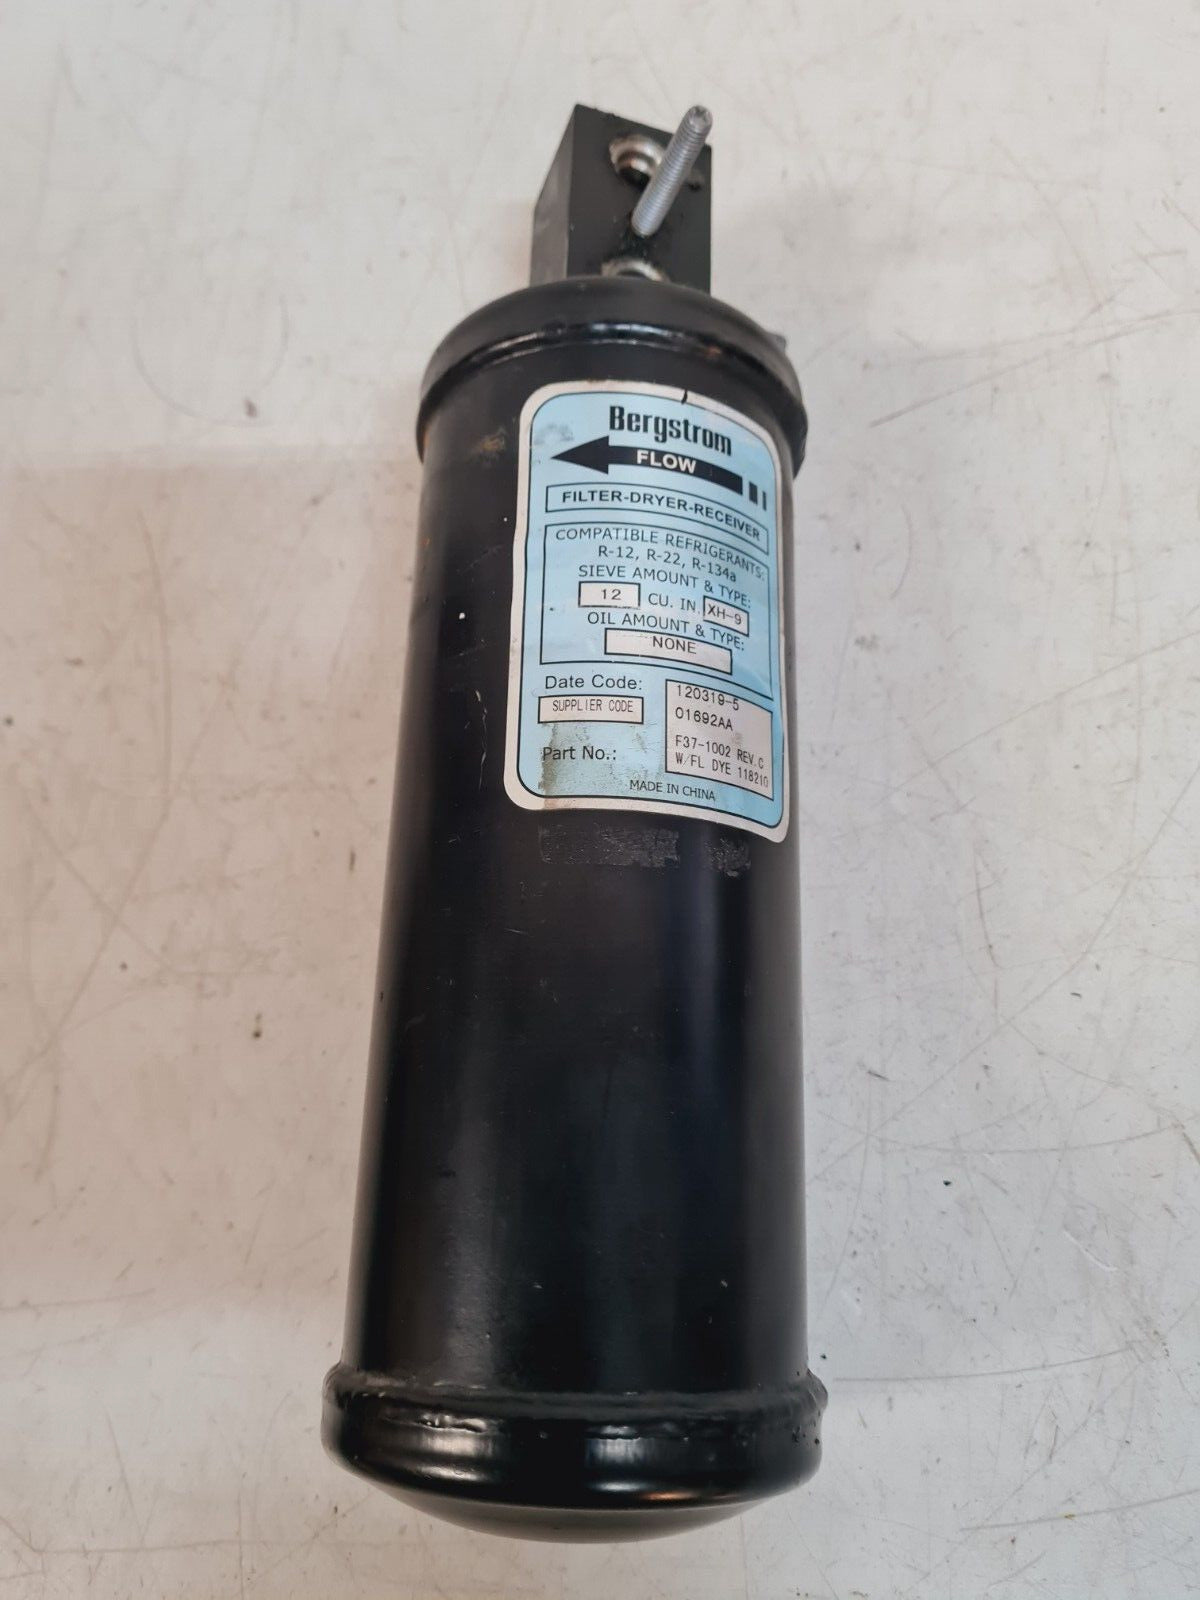 Bergstrom
FLOW
FILTER-DRYER-RECEIVER
COMPATIBLE REFRIGERANTS:
R-12, R-22, R-134a
SIEVE AMOUNT & TYPE:
12 CU. IN. XH-9
OIL AMOUNT & TYPE:
NONE
Date Code: 120319-5
SUPPLIER CODE 01692AA
Part No.: F37-1002 REV.C
W/FL DYE 118210
MADE IN CHINA